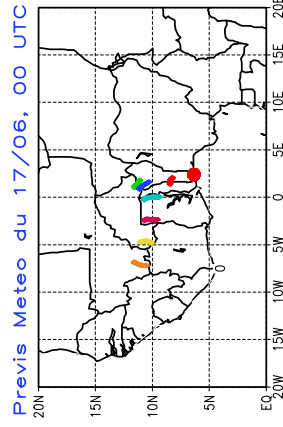 Previs Meteo du 17/06, 00 UTC
20N
15N
10N
5N
EQ
20W
15W
10W
5W
0
5E
10E
15E
20E
0